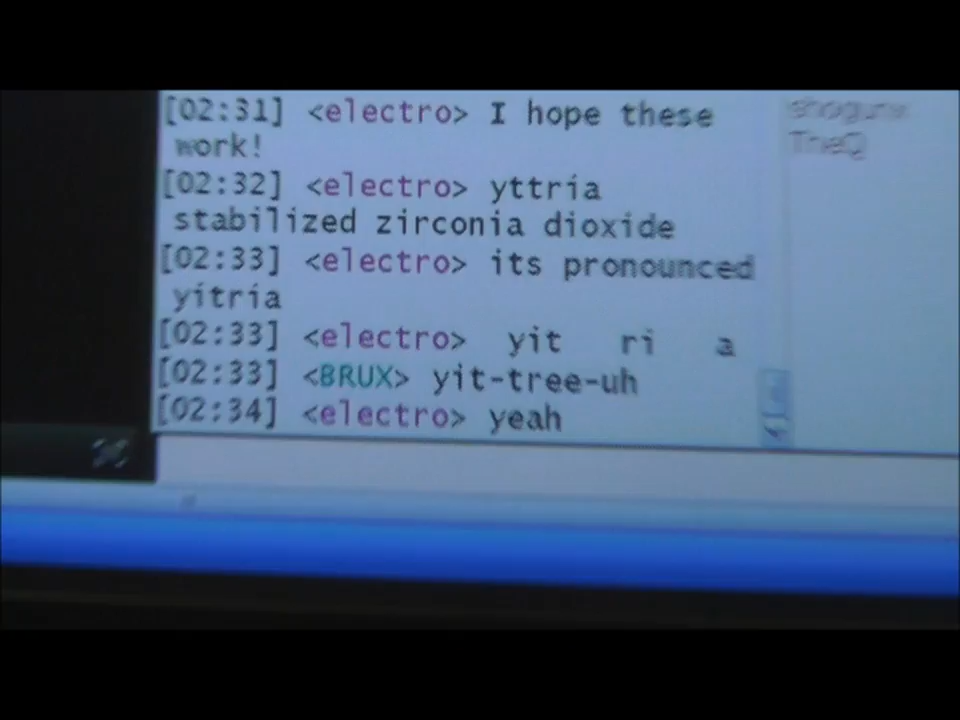 [02:31] <electro> I hope these
work!
[02:32] <electro> yttria
stabilized zirconia dioxide
[02:33] <electro> its pronounced
yitria
[02:33] <electro> yit ri a
[02:33] <BRUX> yit-tree-uh
[02:34] <electro> yeah
TheQ